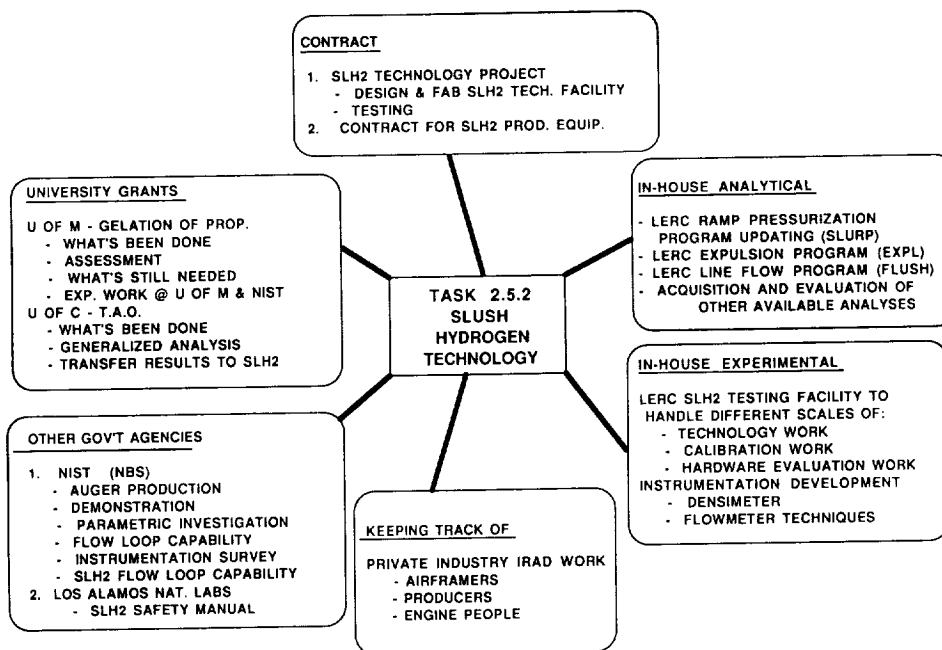 CONTRACT
1. SLH2 TECHNOLOGY PROJECT
- DESIGN & FAB SLH2 TECH. FACILITY
- TESTING
2. CONTRACT FOR SLH2 PROD. EQUIP.
UNIVERSITY GRANTS
U OF M - GELATION OF PROP.
- WHAT'S BEEN DONE
- ASSESSMENT
- WHAT'S STILL NEEDED
- EXP. WORK @ U OF M & NIST
U OF C - T.A.O.
- WHAT'S BEEN DONE
- GENERALIZED ANALYSIS
- TRANSFER RESULTS TO SLH2
IN-HOUSE ANALYTICAL
- LERC RAMP PRESSURIZATION
PROGRAM UPDATING (SLURP)
- LERC EXPULSION PROGRAM (EXPL)
- LERC LINE FLOW PROGRAM (FLUSH)
- ACQUISITION AND EVALUATION OF
OTHER AVAILABLE ANALYSES
TASK 2.5.2
SLUSH
HYDROGEN
TECHNOLOGY
IN-HOUSE EXPERIMENTAL
LERC SLH2 TESTING FACILITY TO
HANDLE DIFFERENT SCALES OF:
- TECHNOLOGY WORK
- CALIBRATION WORK
- HARDWARE EVALUATION WORK
INSTRUMENTATION DEVELOPMENT
- DENSIMETER
- FLOWMETER TECHNIQUES
OTHER GOV'T AGENCIES
1. NIST (NBS)
- AUGER PRODUCTION
- DEMONSTRATION
- PARAMETRIC INVESTIGATION
- FLOW LOOP CAPABILITY
- INSTRUMENTATION SURVEY
- SLH2 FLOW LOOP CAPABILITY
2. LOS ALAMOS NAT. LABS
- SLH2 SAFETY MANUAL
KEEPING TRACK OF
PRIVATE INDUSTRY IRAD WORK
- AIRFRAMERS
- PRODUCERS
- ENGINE PEOPLE